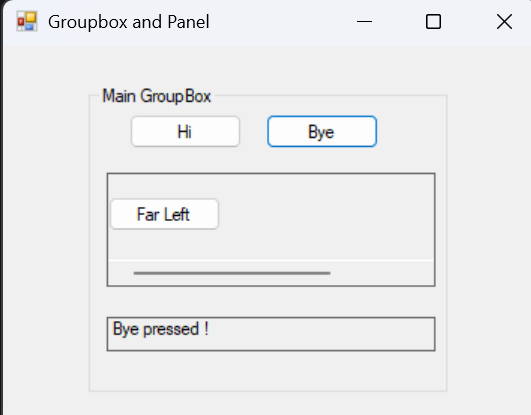 Groupbox and Panel
Main GroupBox
Hi Bye
Far Left
Bye pressed !